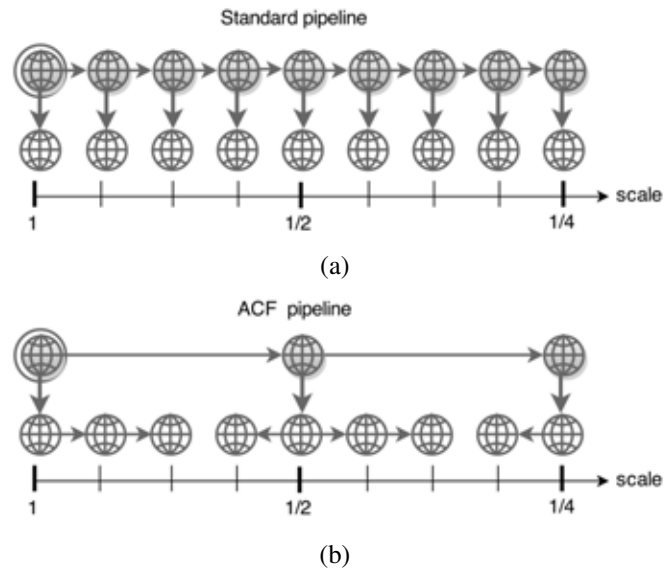 Standard pipeline
scale
1 1/2 1/4
(a)
ACF pipeline
scale
1 1/2 1/4
(b)